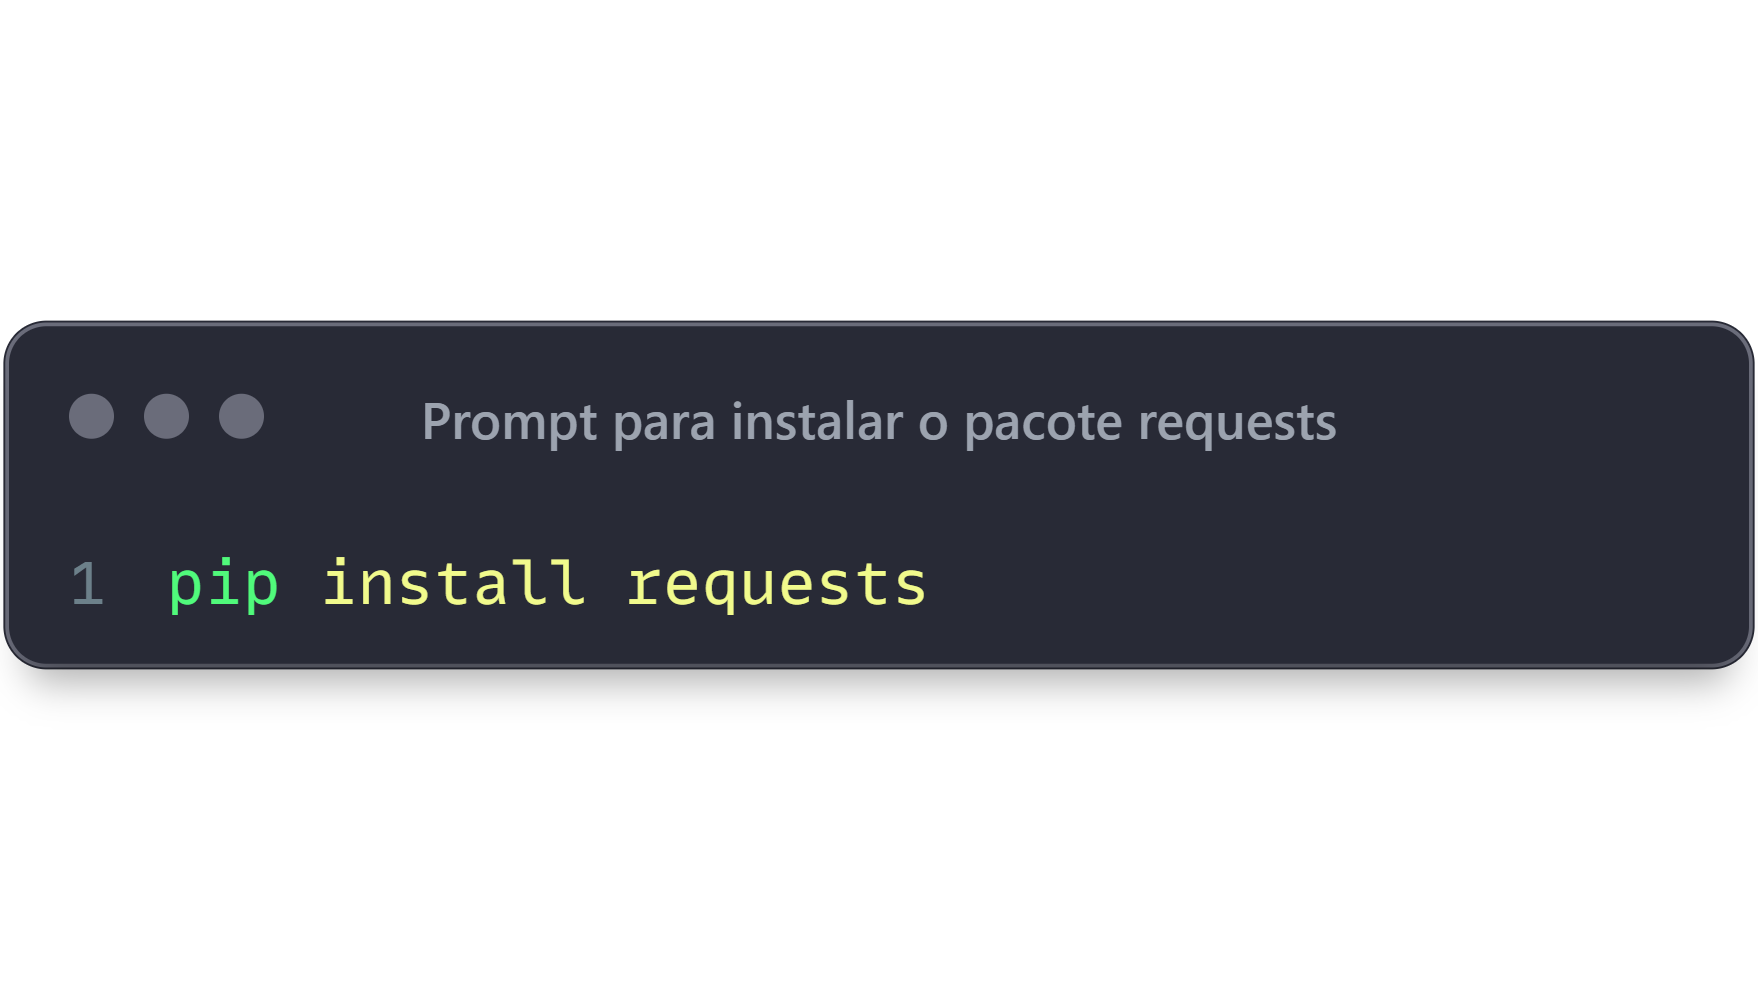 Prompt para instalar o pacote requests
1 pip install requests